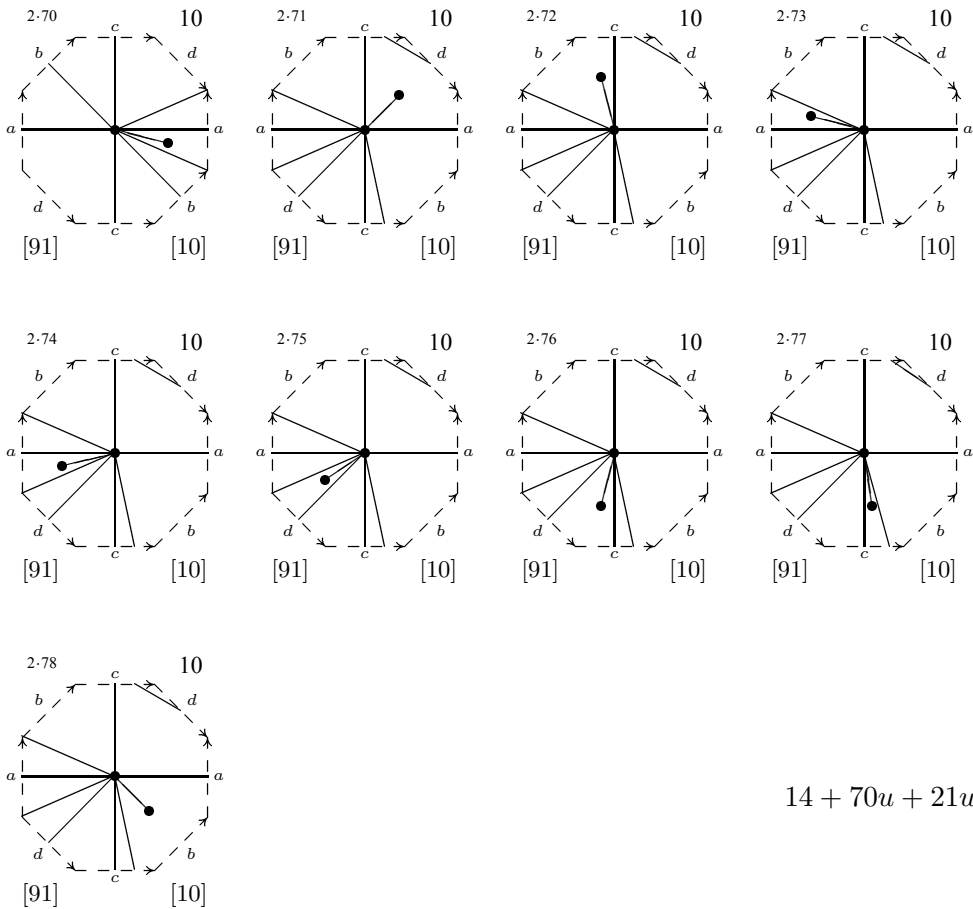 2·70 10 2·71 10 2·72 10 2·73
c c c c
b d b d b d b d
a a a a a a a a
d b d b d b d b
c c c c
[91] [10] [91] [10] [91] [10] [91] [10]
2·74 10 2·75 10 2·76 10 2·77
c c c c
b d b d b d b d
a a a a a a a a
d b d b d b d b
c c c c
[91] [10] [91] [10] [91] [10] [91] [10]
2·78 10
c
b d
a a
14 + 70u + 21u
d b
c
[91] [10]